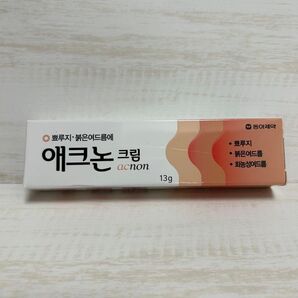 뾰루지·붉은여드름에
애크논 크림
acnon
13g
동아제약
• 뾰루지
• 붉은여드름
• 화농성여드름